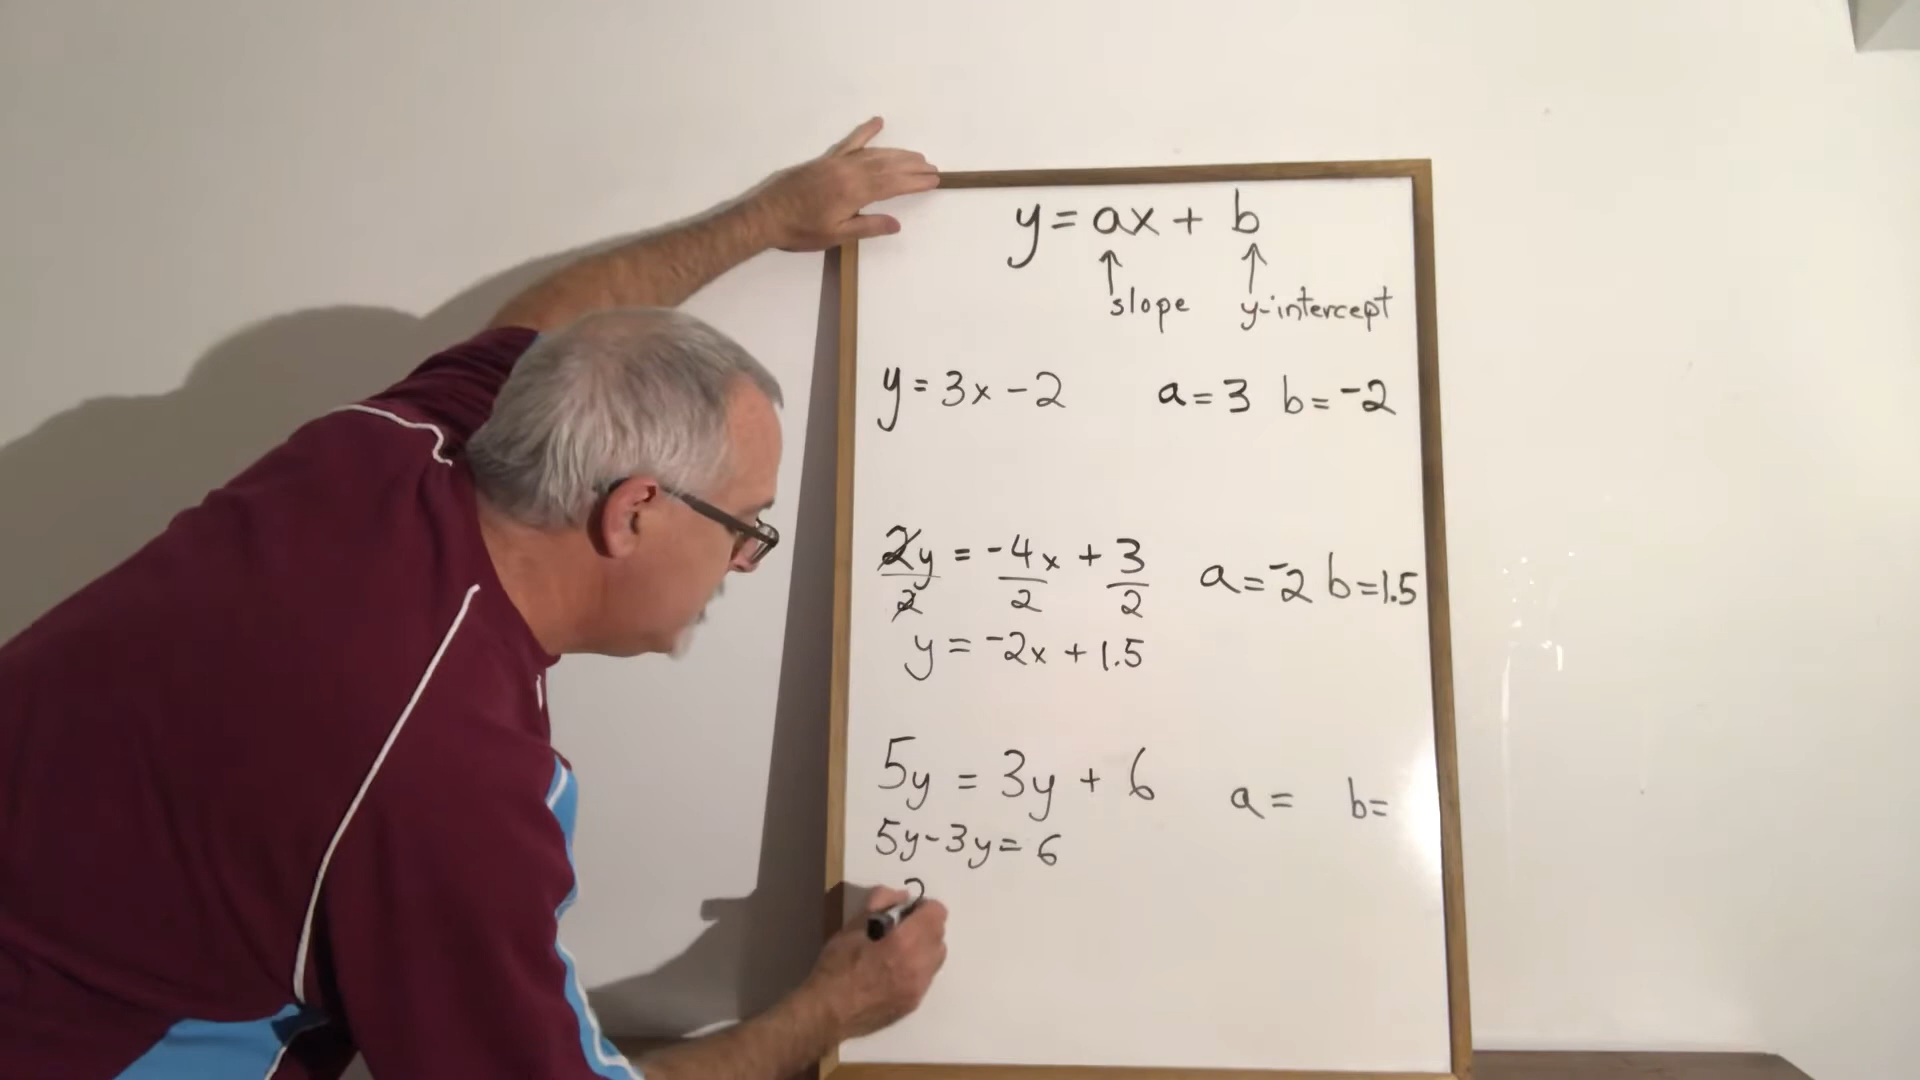 y = ax + b
↑ ↑
slope y-intercept
y = 3x - 2 a = 3 b = -2
2y = -4x + 3 a = -2 b = 1.5
2 2 2
y = -2x + 1.5
5y = 3y + 6 a = b =
5y - 3y = 6
2